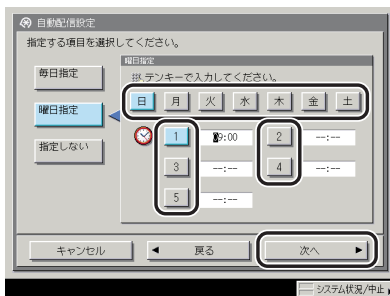 自動配信設定
指定する項目を選択してください。
毎日指定
曜日指定
指定しない
曜日指定
テンキーで入力してください。
日 月 火 水 木 金 土
1 09:00 2 --:--
3 --:-- 4 --:--
5 --:--
キャンセル 戻る 次へ
システム状況/中止